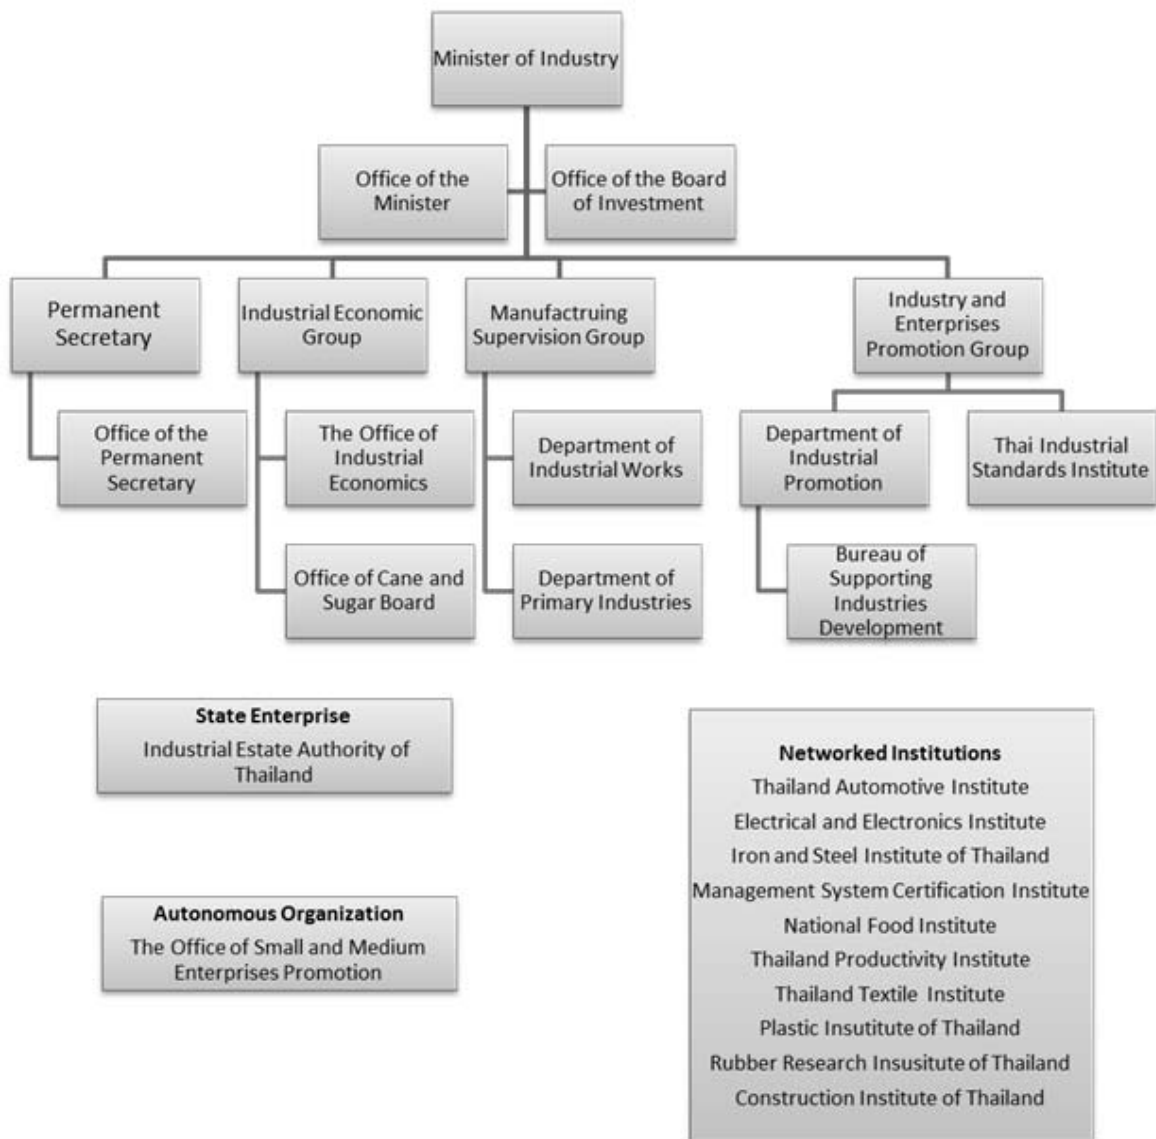 Minister of Industry
Office of the
Minister
Office of the Board
of Investment
Permanent
Secretary
Industrial Economic
Group
Manufactruing
Supervision Group
Industry and
Enterprises
Promotion Group
Office of the
Permanent
Secretary
The Office of
Industrial
Economics
Department of
Industrial Works
Department of
Industrial
Promotion
Thai Industrial
Standards Institute
Office of Cane and
Sugar Board
Department of
Primary Industries
Bureau of
Supporting
Industries
Development
State Enterprise
Industrial Estate Authority of
Thailand
Autonomous Organization
The Office of Small and Medium
Enterprises Promotion
Networked Institutions
Thailand Automotive Institute
Electrical and Electronics Institute
Iron and Steel Institute of Thailand
Management System Certification Institute
National Food Institute
Thailand Productivity Institute
Thailand Textile Institute
Plastic Insutitute of Thailand
Rubber Research Insusitute of Thailand
Construction Institute of Thailand